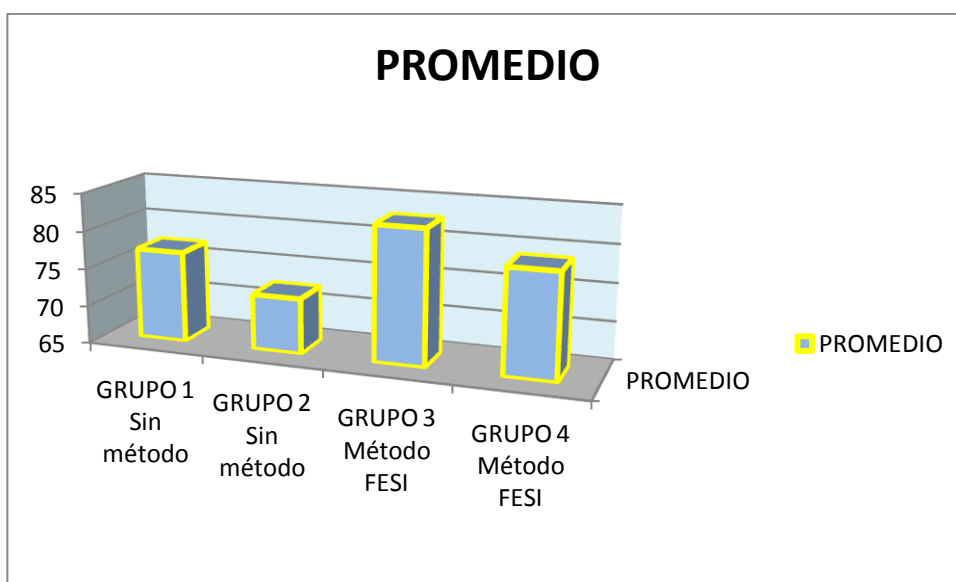 PROMEDIO
85
80
75
70
65
GRUPO 1
Sin
método
GRUPO 2
Sin
método
GRUPO 3
Método
FESI
GRUPO 4
Método
FESI
PROMEDIO
PROMEDIO